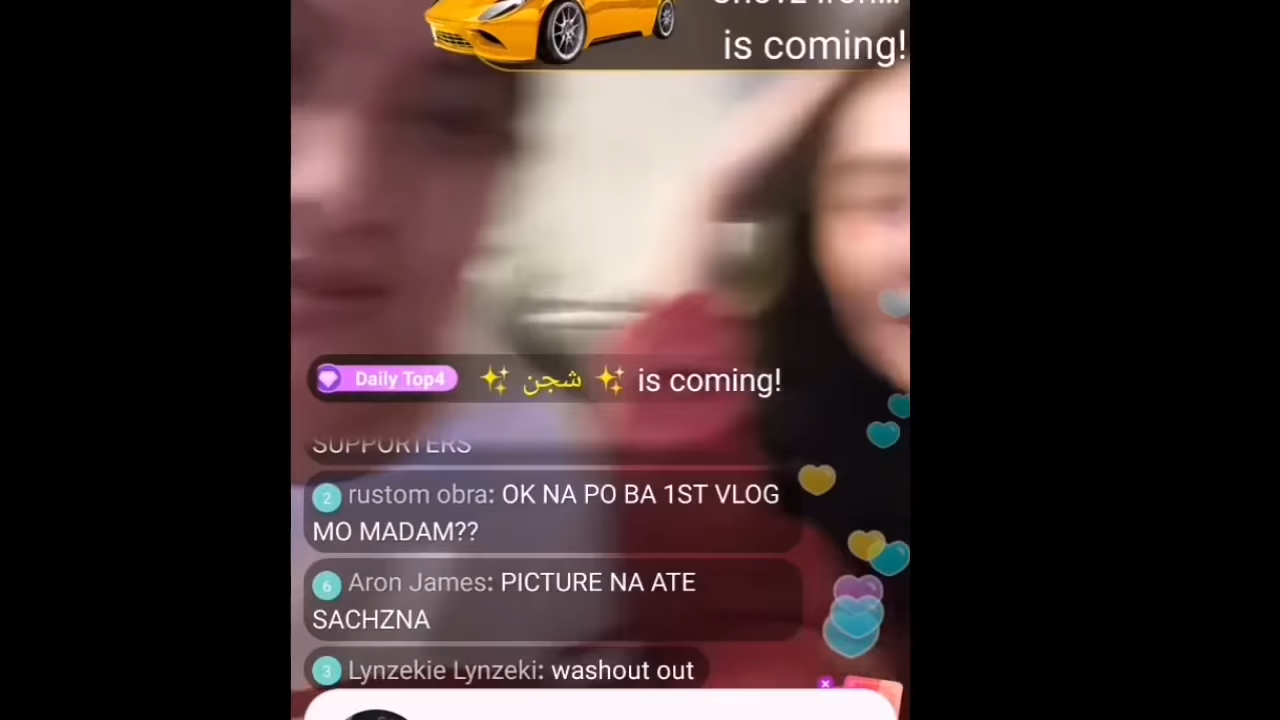 is coming!
Daily Top4 ✨ شجن ✨ is coming!
SUPPORTERS
2 rustom obra: OK NA PO BA 1ST VLOG
MO MADAM??
6 Aron James: PICTURE NA ATE
SACHZNA
3 Lynzekie Lynzeki: washout out